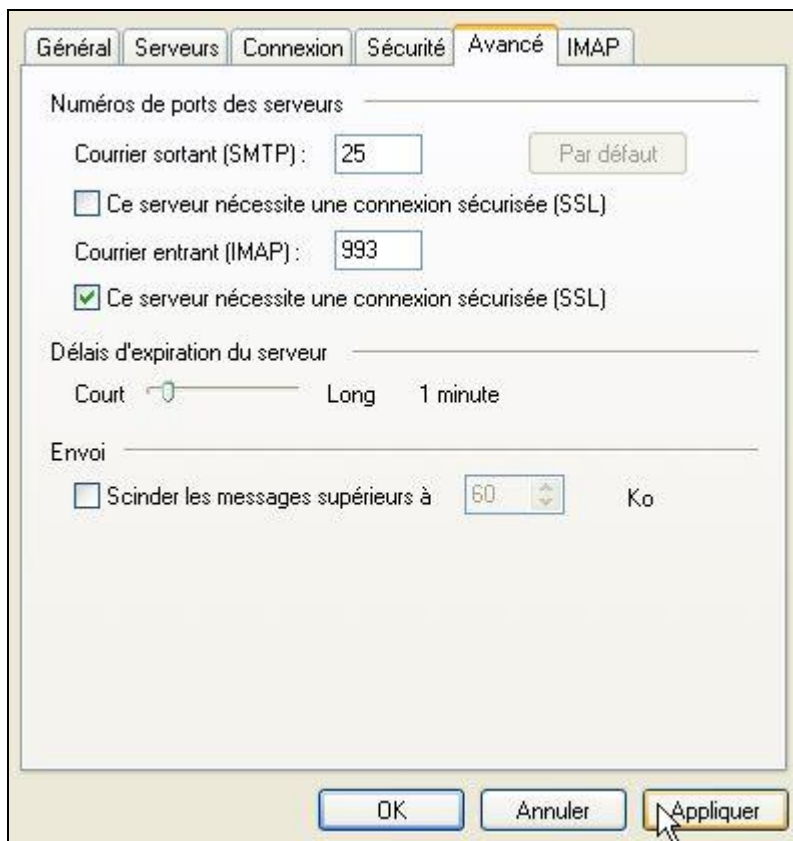 Général Serveurs Connexion Sécurité Avancé IMAP
Numéros de ports des serveurs
Courrier sortant (SMTP) : 25 Par défaut
Ce serveur nécessite une connexion sécurisée (SSL)
Courrier entrant (IMAP) : 993
Ce serveur nécessite une connexion sécurisée (SSL)
Délais d'expiration du serveur
Court Long 1 minute
Envoi
Scinder les messages supérieurs à 60 Ko
OK Annuler Appliquer